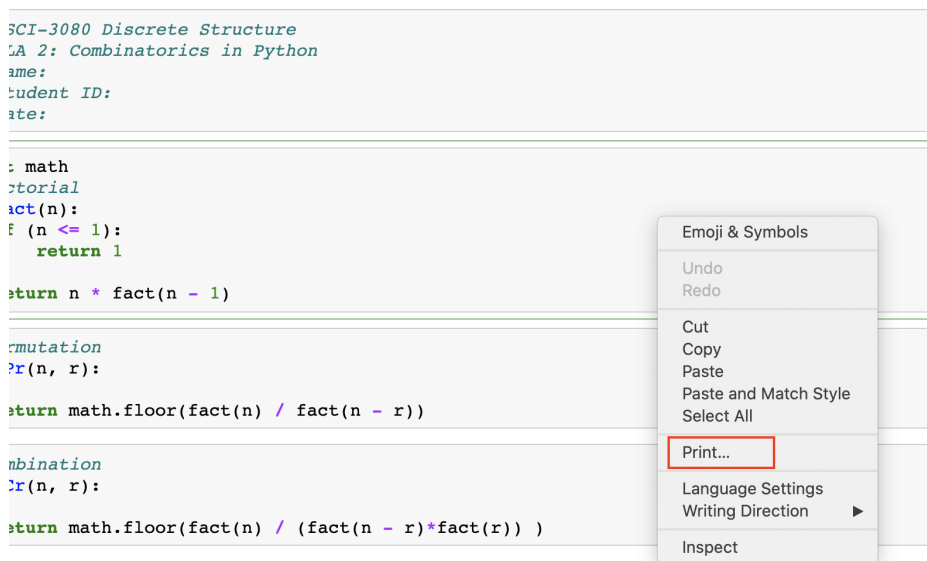 SCI-3080 Discrete Structure
LA 2: Combinatorics in Python
ame:
tudent ID:
ate:
t math
ctorial
act(n):
f (n <= 1):
return 1
eturn n * fact(n - 1)
rmutation
Pr(n, r):
eturn math.floor(fact(n) / fact(n - r))
mbination
Cr(n, r):
eturn math.floor(fact(n) / (fact(n - r)*fact(r)) )
Emoji & Symbols
Undo
Redo
Cut
Copy
Paste
Paste and Match Style
Select All
Print...
Language Settings
Writing Direction
Inspect